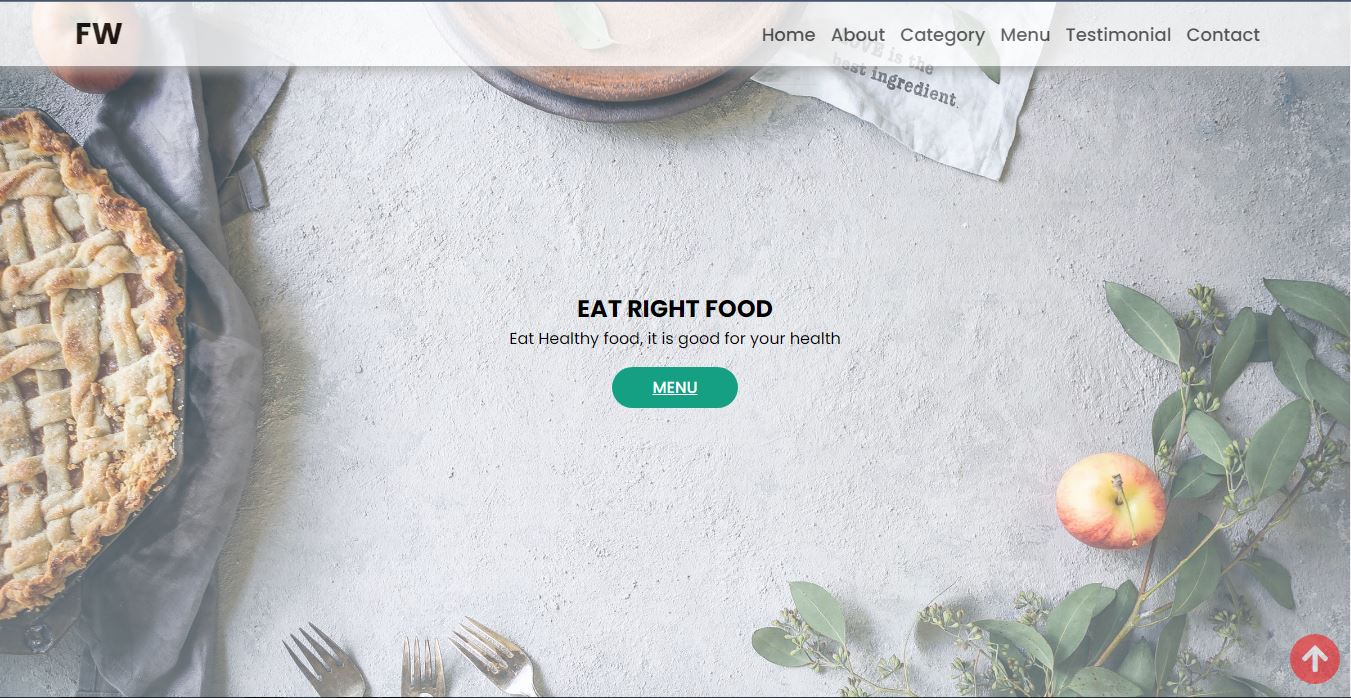 FW
Home About Category Menu Testimonial Contact
LOVE is the
best ingredient.
EAT RIGHT FOOD
Eat Healthy food, it is good for your health
MENU